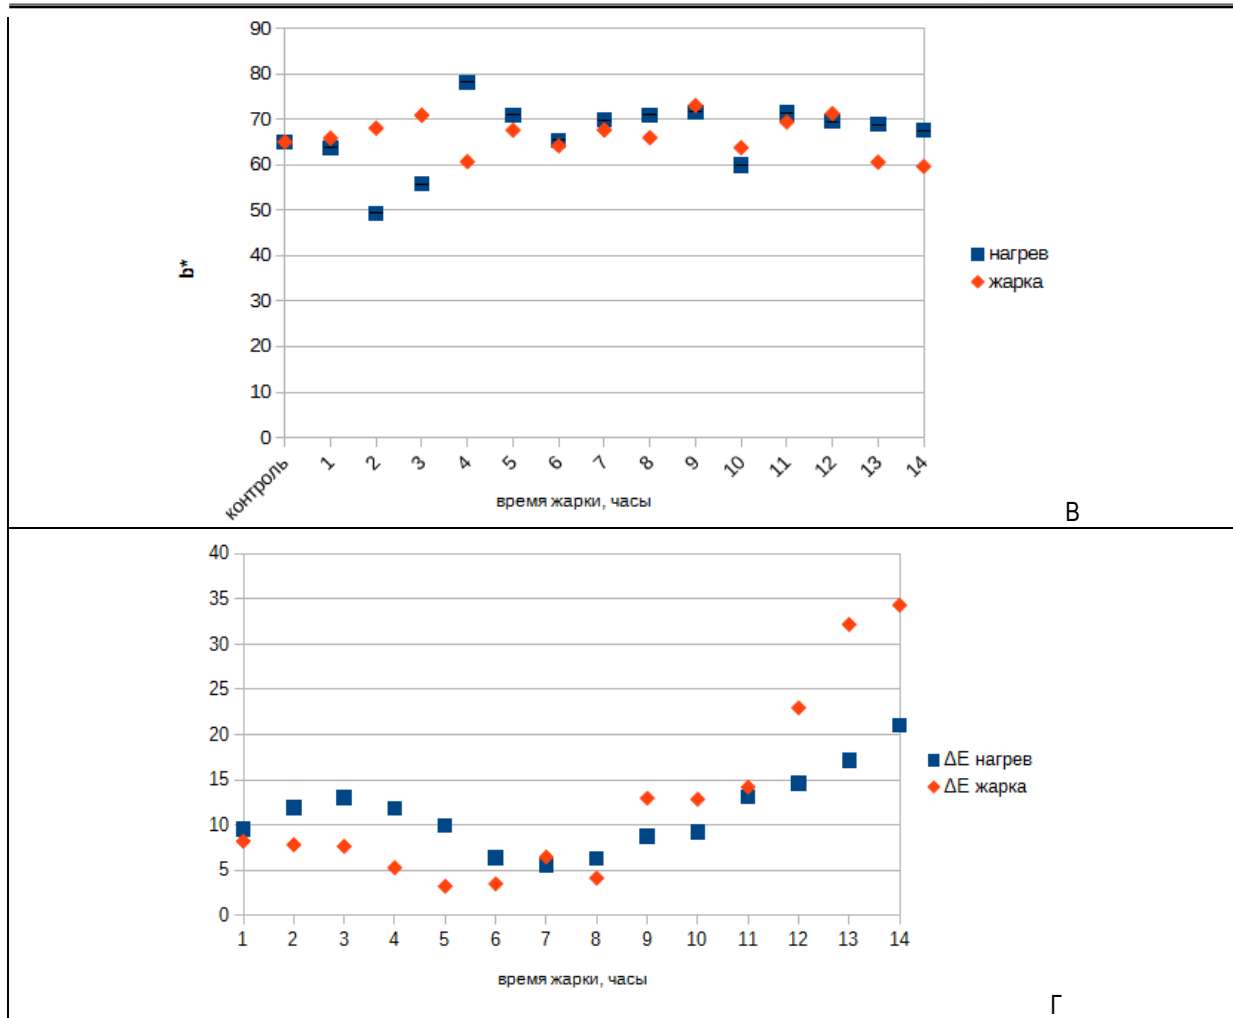 90
80
70
60
50
40
30
20
10
0
b*
контроль 1 2 3 4 5 6 7 8 9 10 11 12 13 14
время жарки, часы
нагрев
жарка
В
40
35
30
25
20
15
10
5
0
1 2 3 4 5 6 7 8 9 10 11 12 13 14
время жарки, часы
ΔE нагрев
ΔE жарка
Г